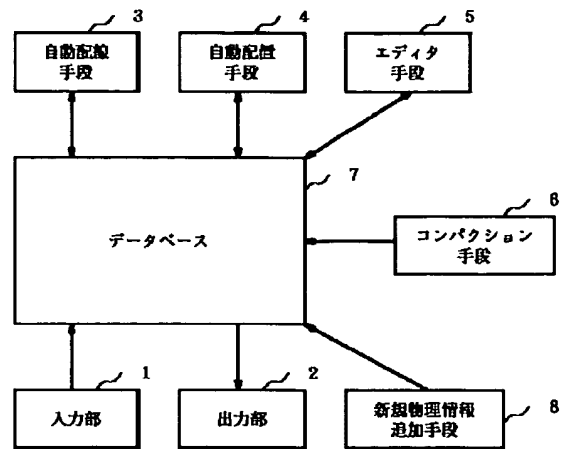 3
4
5
自動配線
手段
自動配置
手段
エディタ
手段
7
6
データベース
コンパクション
手段
1
2
入力部
出力部
新規物理情報
追加手段
8